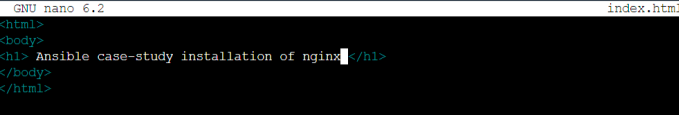 GNU nano 6.2 index.html
<html>
<body>
<h1> Ansible case-study installation of nginx </h1>
</body>
</html>